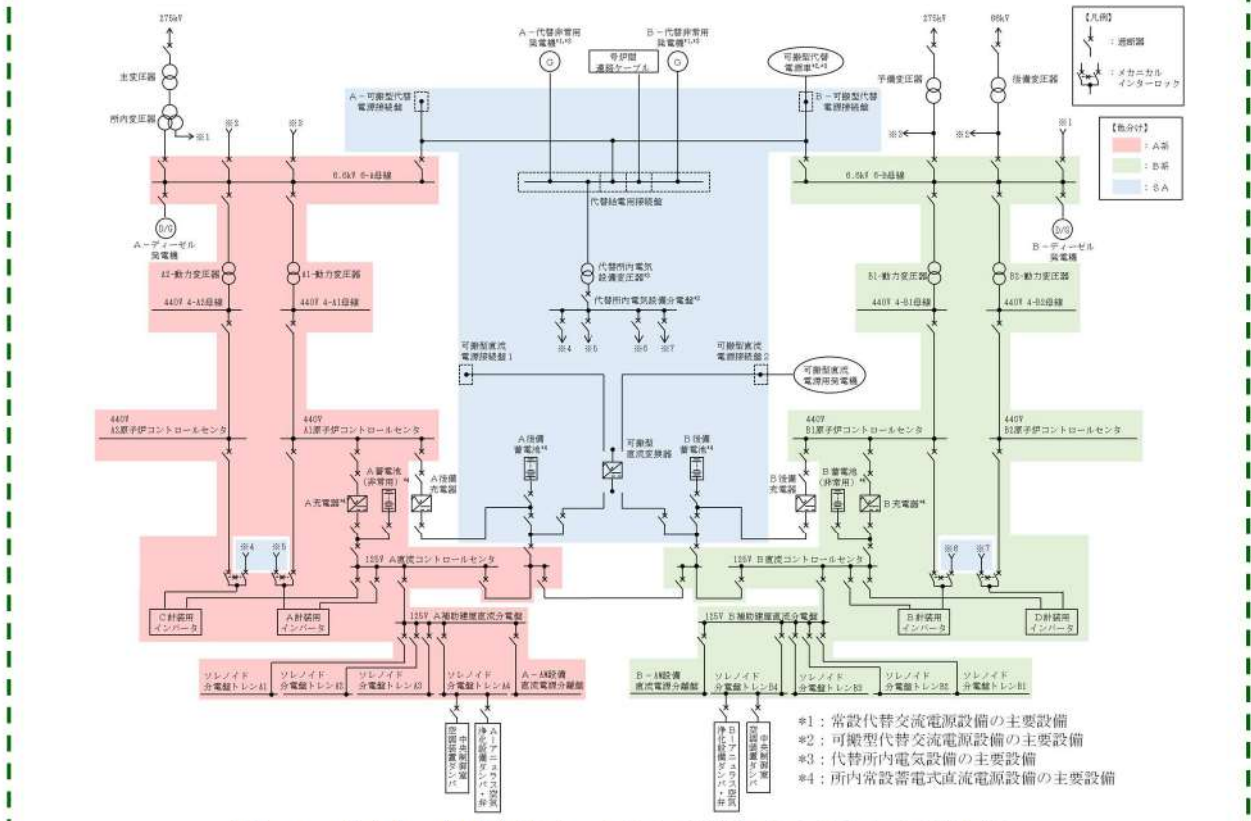 275kV
主変圧器
所内変圧器
※1
※2
※3
A-代替非常用
発電機*1,*3
G
号炉間
連絡ケーブル
B-代替非常用
発電機*1,*3
G
可搬型代替
電源車*2,*3
A-可搬型代替
電源接続盤
B-可搬型代替
電源接続盤
275kV
66kV
予備変圧器
後備変圧器
※3
※2
※1
【凡例】
:遮断器
:メカニカル
インターロック
【色分け】
:A系
:B系
:SA
6.6kV 6-A母線
6.6kV 6-B母線
代替給電用接続盤
D/G
A-ディーゼル
発電機
D/G
B-ディーゼル
発電機
A2-動力変圧器
A1-動力変圧器
代替所内電気
設備変圧器*3
B1-動力変圧器
B2-動力変圧器
440V 4-A2母線
440V 4-A1母線
代替所内電気設備分電盤*3
440V 4-B1母線
440V 4-B2母線
※4
※5
※6
※7
可搬型直流
電源接続盤1
可搬型直流
電源接続盤2
可搬型直流
電源用発電機
440V
A2原子炉コントロールセンタ
440V
A1原子炉コントロールセンタ
440V
B1原子炉コントロールセンタ
440V
B2原子炉コントロールセンタ
A後備
蓄電池*4
可搬型
直流変換器
B後備
蓄電池*4
A蓄電池
(非常用)*4
A充電器*4
A後備
充電器
B後備
充電器
B蓄電池
(非常用)*4
B充電器*4
※4
※5
※6
※7
125V A直流コントロールセンタ
125V B直流コントロールセンタ
C計装用
インバータ
A計装用
インバータ
B計装用
インバータ
D計装用
インバータ
125V A補助建屋直流分電盤
125V B補助建屋直流分電盤
ソレノイド
分電盤トレンA1
ソレノイド
分電盤トレンA2
ソレノイド
分電盤トレンA3
ソレノイド
分電盤トレンA4
A-AM設備
直流電源分離盤
B-AM設備
直流電源分離盤
ソレノイド
分電盤トレンB4
ソレノイド
分電盤トレンB3
ソレノイド
分電盤トレンB2
ソレノイド
分電盤トレンB1
中央制御室
空調装置ダンパ
A-アニュラス空気
浄化設備ダンパ・弁
B-アニュラス空気
浄化設備ダンパ・弁
中央制御室
空調装置ダンパ
*1:常設代替交流電源設備の主要設備
*2:可搬型代替交流電源設備の主要設備
*3:代替所内電気設備の主要設備
*4:所内常設蓄電式直流電源設備の主要設備